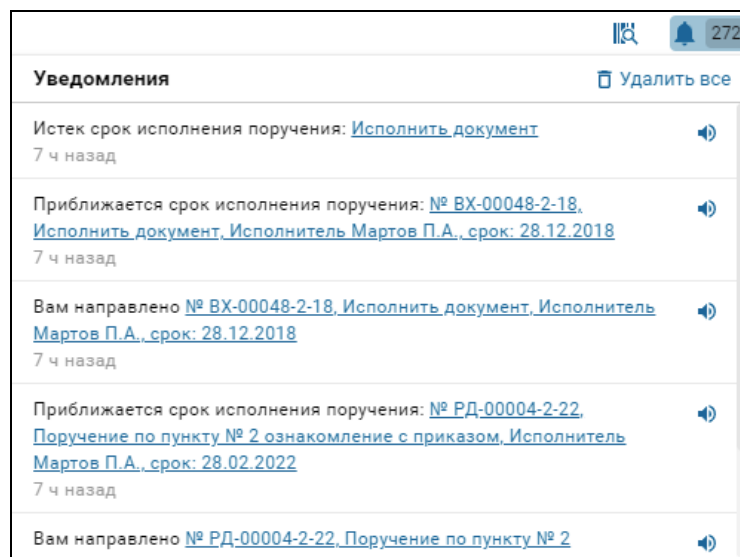 272
Уведомления
Удалить все
Истек срок исполнения поручения: Исполнить документ
7 ч назад
Приближается срок исполнения поручения: № ВХ-00048-2-18,
Исполнить документ, Исполнитель Мартов П.А., срок: 28.12.2018
7 ч назад
Вам направлено № ВХ-00048-2-18, Исполнить документ, Исполнитель
Мартов П.А., срок: 28.12.2018
7 ч назад
Приближается срок исполнения поручения: № РД-00004-2-22,
Поручение по пункту № 2 ознакомление с приказом, Исполнитель
Мартов П.А., срок: 28.02.2022
7 ч назад
Вам направлено № РД-00004-2-22, Поручение по пункту № 2